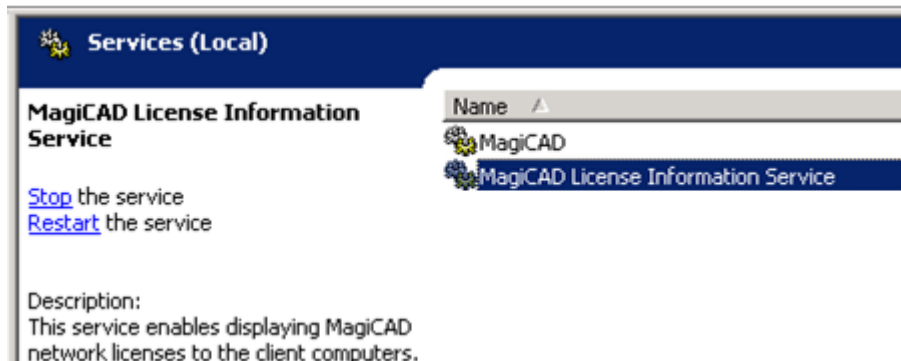 Services (Local)
MagiCAD License Information
Service
Stop the service
Restart the service
Description:
This service enables displaying MagiCAD
network licenses to the client computers.
Name
MagiCAD
MagiCAD License Information Service